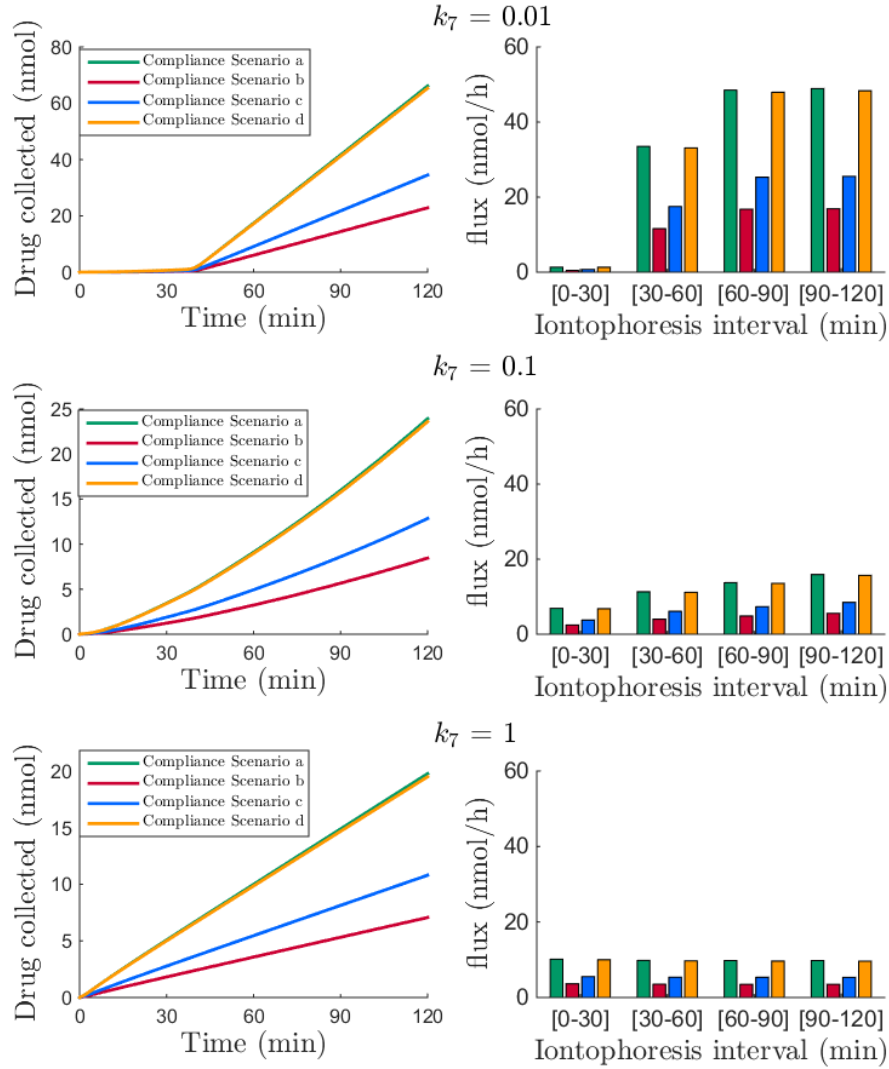 k₇ = 0.01
80
60
40
20
0
Drug collected (nmol)
Compliance Scenario a
Compliance Scenario b
Compliance Scenario c
Compliance Scenario d
0 30 60 90 120
Time (min)
60
40
20
0
flux (nmol/h)
[0-30] [30-60] [60-90] [90-120]
Iontophoresis interval (min)
k₇ = 0.1
25
20
15
10
5
0
Drug collected (nmol)
Compliance Scenario a
Compliance Scenario b
Compliance Scenario c
Compliance Scenario d
0 30 60 90 120
Time (min)
60
40
20
0
flux (nmol/h)
[0-30] [30-60] [60-90] [90-120]
Iontophoresis interval (min)
k₇ = 1
20
15
10
5
0
Drug collected (nmol)
Compliance Scenario a
Compliance Scenario b
Compliance Scenario c
Compliance Scenario d
0 30 60 90 120
Time (min)
60
40
20
0
flux (nmol/h)
[0-30] [30-60] [60-90] [90-120]
Iontophoresis interval (min)